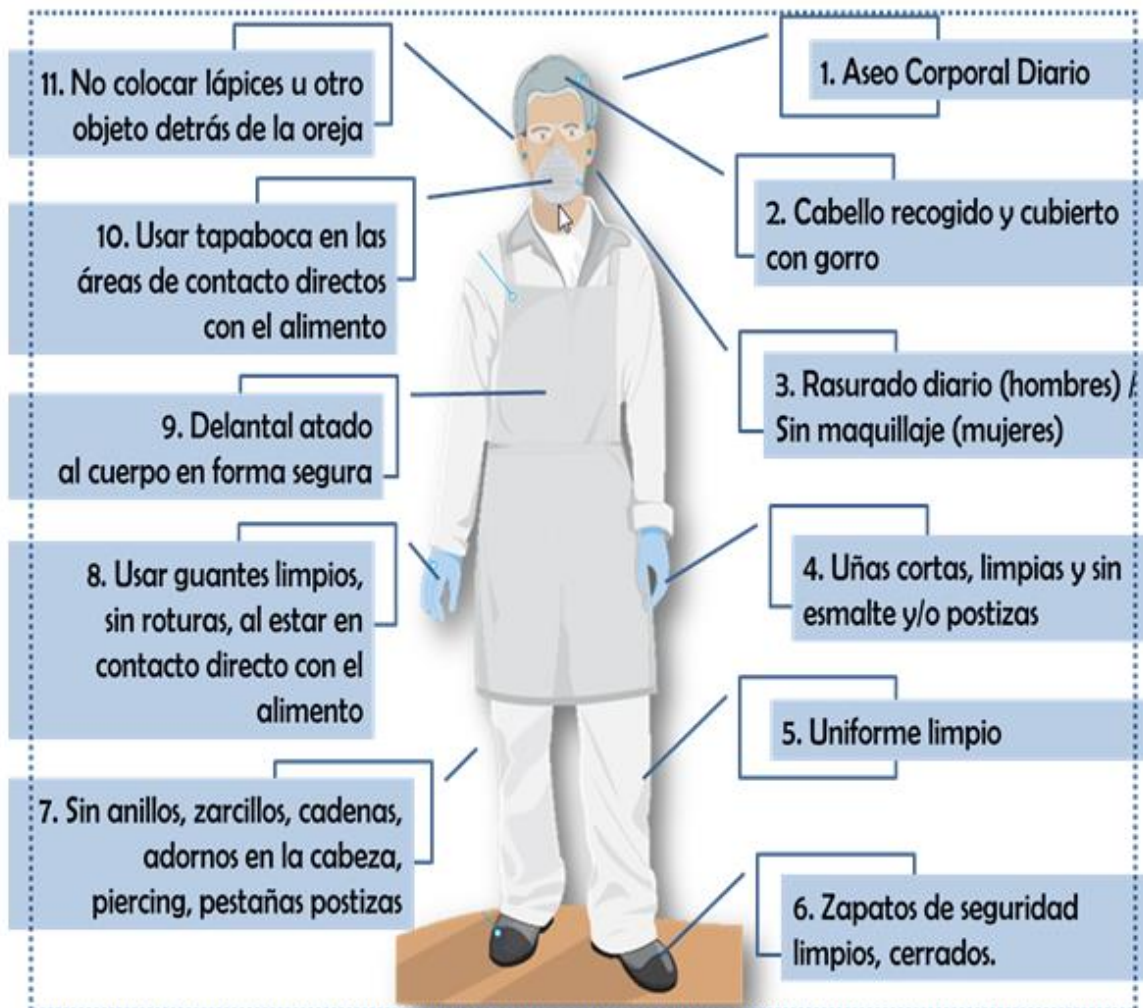 1. Aseo Corporal Diario
2. Cabello recogido y cubierto
con gorro
3. Rasurado diario (hombres) /
Sin maquillaje (mujeres)
4. Uñas cortas, limpias y sin
esmalte y/o postizas
5. Uniforme limpio
6. Zapatos de seguridad
limpios, cerrados.
7. Sin anillos, zarcillos, cadenas,
adornos en la cabeza,
piercing, pestañas postizas
8. Usar guantes limpios,
sin roturas, al estar en
contacto directo con el
alimento
9. Delantal atado
al cuerpo en forma segura
10. Usar tapaboca en las
áreas de contacto directos
con el alimento
11. No colocar lápices u otro
objeto detrás de la oreja